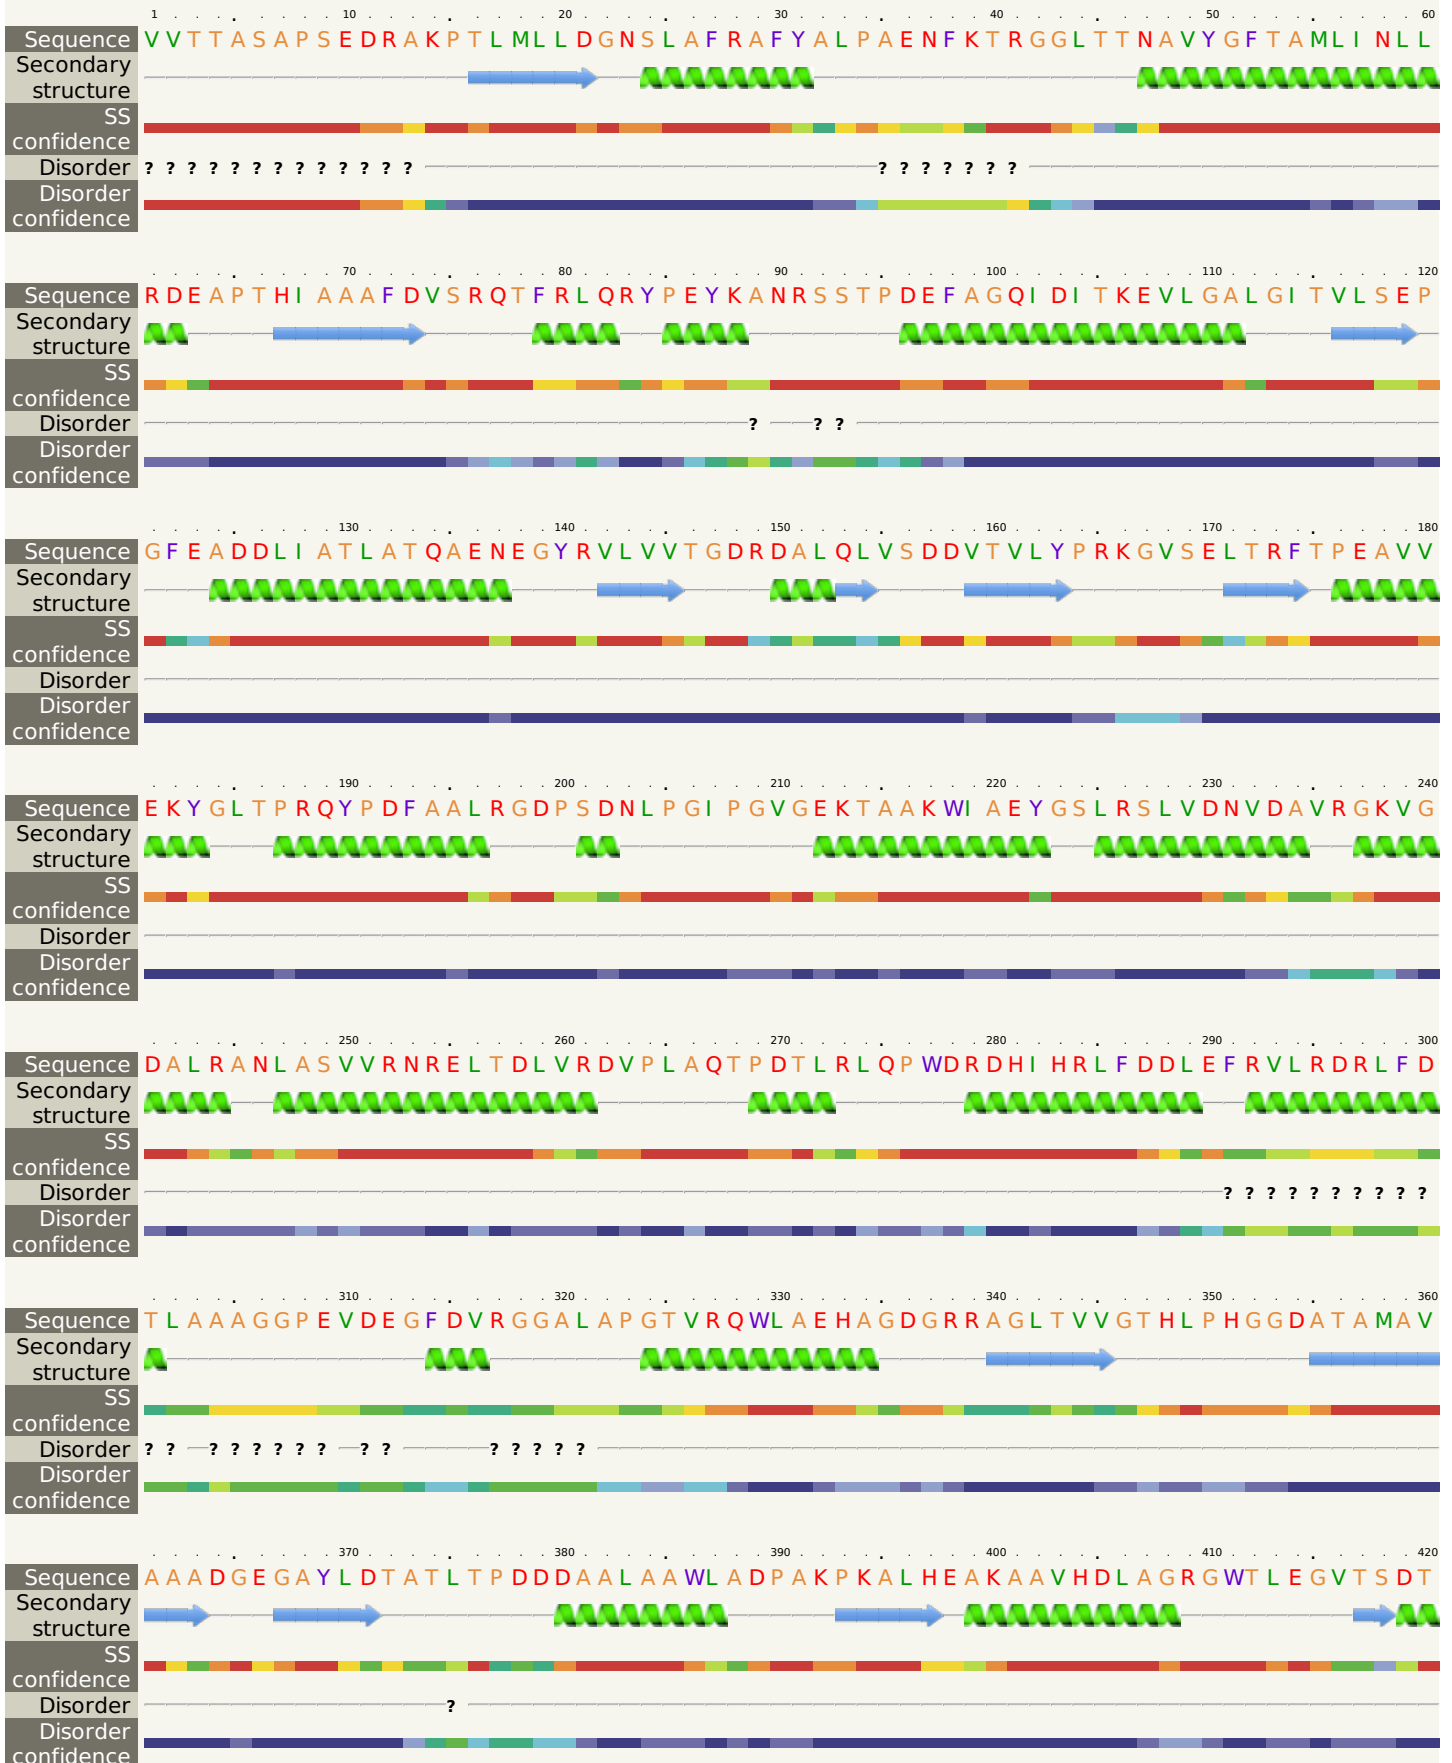 1 10 20 30 40 50 60
Sequence VVTTASAPSEDRAKPTLMLLDGNSLAFRAFYALPAENFKTRGGLTTNAVYGFTAMLINLL
Secondary
structure
SS
confidence
Disorder ? ? ? ? ? ? ? ? ? ? ? ? ? ? ? ? ? ? ? ?
Disorder
confidence
70 80 90 100 110 120
Sequence RDEAPTHIAAAFDVSRQTFRLQRYPEYKANRSSTPDEFAGQIDITKEVLGALGITVLSEP
Secondary
structure
SS
confidence
Disorder ? ? ?
Disorder
confidence
130 140 150 160 170 180
Sequence GFEADDLIATLATQAENEGYRVLVVTGDRDALQLVSDDVTVLYPRKGVSELTRFTPEAVV
Secondary
structure
SS
confidence
Disorder
Disorder
confidence
190 200 210 220 230 240
Sequence EKYGLTPRQYPDFAALRGDPSDNLPGIPGVGEKTAAKWIAEYGSLRSLVDNVDAVRGKVG
Secondary
structure
SS
confidence
Disorder
Disorder
confidence
250 260 270 280 290 300
Sequence DALRANLASVVRNRELTDLVRDVPLAQTPDTLRLQPWDRDHIHRLFDDLEFRVLRDRLFD
Secondary
structure
SS
confidence
Disorder ? ? ? ? ? ? ? ? ? ?
Disorder
confidence
310 320 330 340 350 360
Sequence TLAAAGGPEVDEGFDVRGGALAPGTVRQWLAEHAGDGRRAGLTVVGTHLPHGGDATAMAV
Secondary
structure
SS
confidence
Disorder ? ? ? ? ? ? ? ? ? ? ? ? ? ? ?
Disorder
confidence
370 380 390 400 410 420
Sequence AAADGEGAYLDTATLTPDDDAALAAWLADPAKPKALHEAKAAVHDLAGRGWTLEGVTSDT
Secondary
structure
SS
confidence
Disorder ?
Disorder
confidence